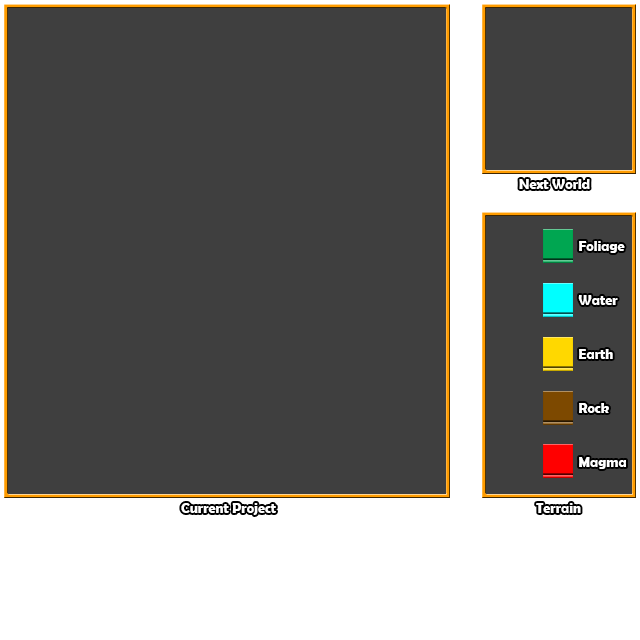 Next World
Foliage
Water
Earth
Rock
Magma
Current Project
Terrain